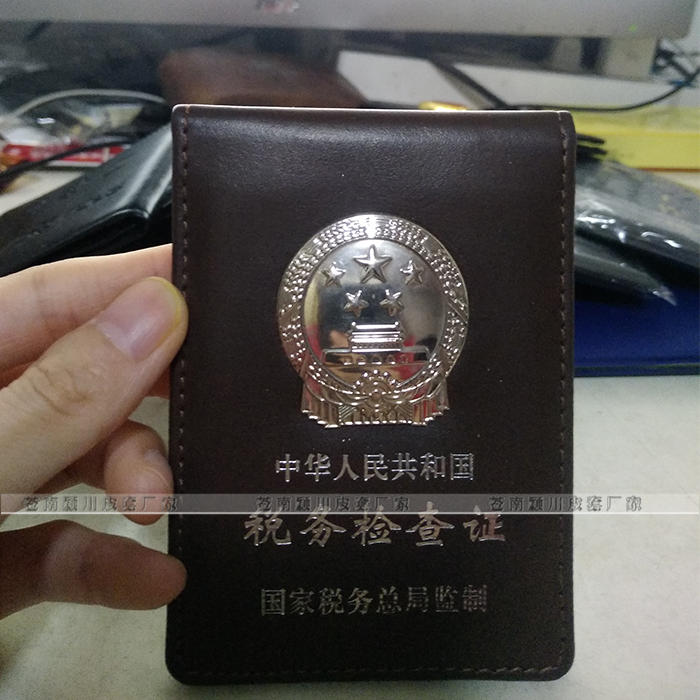 中华人民共和国
苍南颍川皮套厂家 苍南颍川皮套厂家 苍南颍川皮套厂家
税务检查证
国家税务总局监制